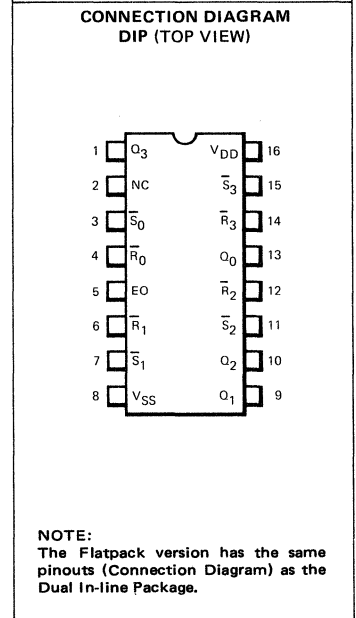 CONNECTION DIAGRAM
DIP (TOP VIEW)
1 Q3 VDD 16
2 NC S̅3 15
3 S̅0 R̅3 14
4 R̅0 Q0 13
5 EO R̅2 12
6 R̅1 S̅2 11
7 S̅1 Q2 10
8 VSS Q1 9
NOTE:
The Flatpack version has the same
pinouts (Connection Diagram) as the
Dual In-line Package.